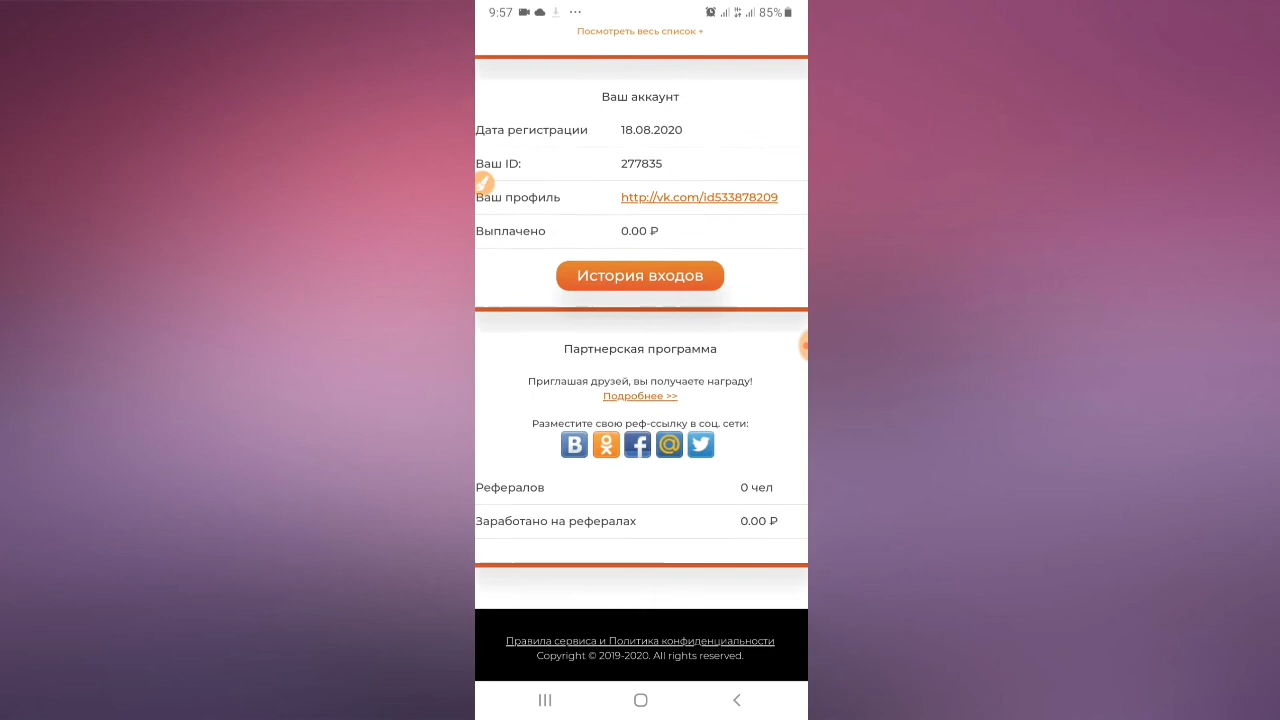 9:57 85%
Посмотреть весь список +
Ваш аккаунт
Дата регистрации 18.08.2020
Ваш ID: 277835
Ваш профиль http://vk.com/id533878209
Выплачено 0.00 ₽
История входов
Партнерская программа
Приглашая друзей, вы получаете награду!
Подробнее >>
Разместите свою реф-ссылку в соц. сети:
Рефералов 0 чел
Заработано на рефералах 0.00 ₽
Правила сервиса и Политика конфиденциальности
Copyright © 2019-2020. All rights reserved.